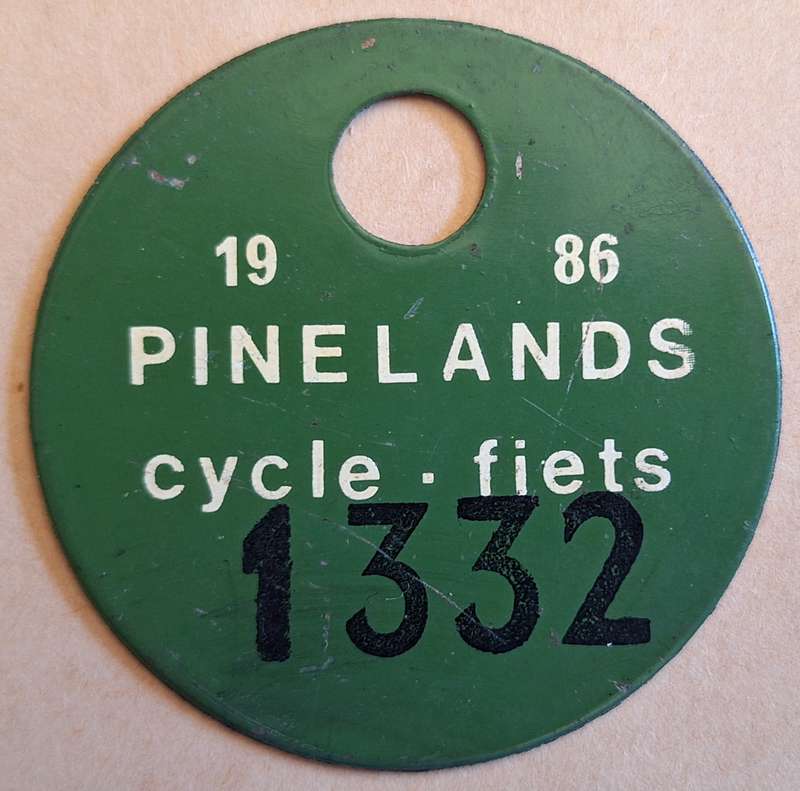 19 86
PINELANDS
cycle · fiets
1332